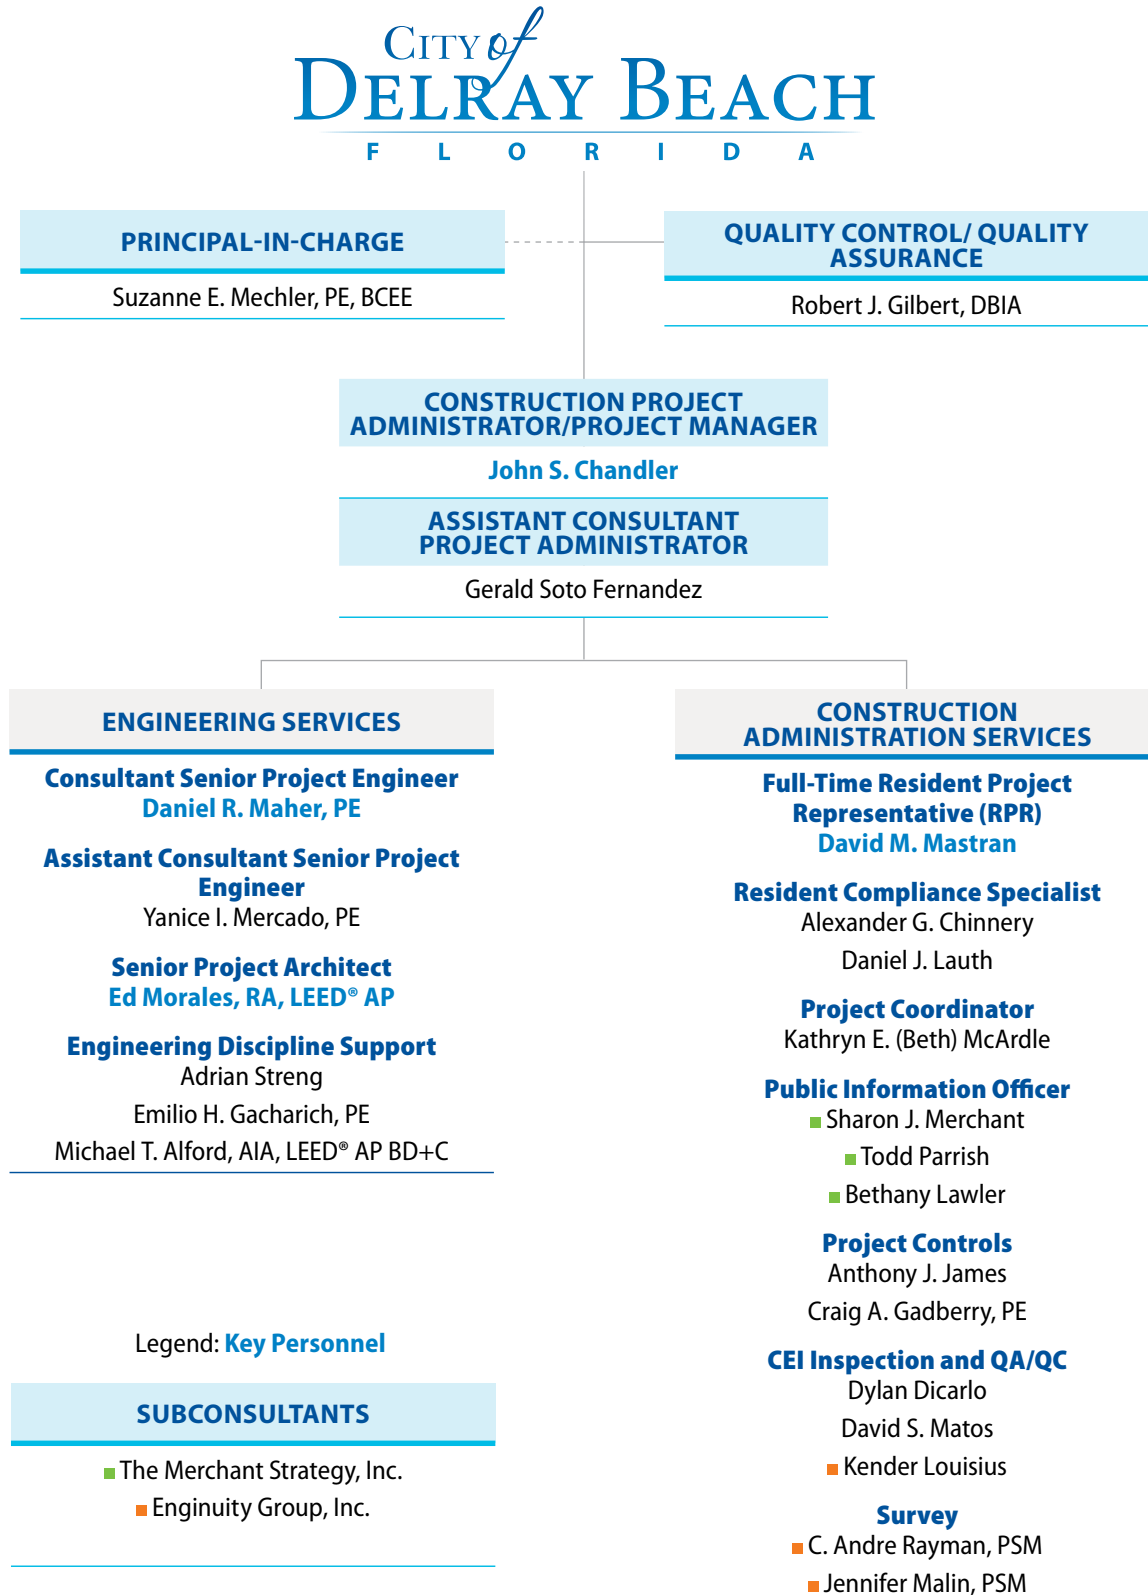 CITY of
DELRAY BEACH
FLORIDA
PRINCIPAL-IN-CHARGE
Suzanne E. Mechler, PE, BCEE
QUALITY CONTROL/ QUALITY
ASSURANCE
Robert J. Gilbert, DBIA
CONSTRUCTION PROJECT
ADMINISTRATOR/PROJECT MANAGER
John S. Chandler
ASSISTANT CONSULTANT
PROJECT ADMINISTRATOR
Gerald Soto Fernandez
ENGINEERING SERVICES
Consultant Senior Project Engineer
Daniel R. Maher, PE
Assistant Consultant Senior Project
Engineer
Yanice I. Mercado, PE
Senior Project Architect
Ed Morales, RA, LEED® AP
Engineering Discipline Support
Adrian Streng
Emilio H. Gacharich, PE
Michael T. Alford, AIA, LEED® AP BD+C
Legend: Key Personnel
SUBCONSULTANTS
The Merchant Strategy, Inc.
Enginuity Group, Inc.
CONSTRUCTION
ADMINISTRATION SERVICES
Full-Time Resident Project
Representative (RPR)
David M. Mastran
Resident Compliance Specialist
Alexander G. Chinnery
Daniel J. Lauth
Project Coordinator
Kathryn E. (Beth) McArdle
Public Information Officer
Sharon J. Merchant
Todd Parrish
Bethany Lawler
Project Controls
Anthony J. James
Craig A. Gadberry, PE
CEI Inspection and QA/QC
Dylan Dicarlo
David S. Matos
Kender Louisius
Survey
C. Andre Rayman, PSM
Jennifer Malin, PSM